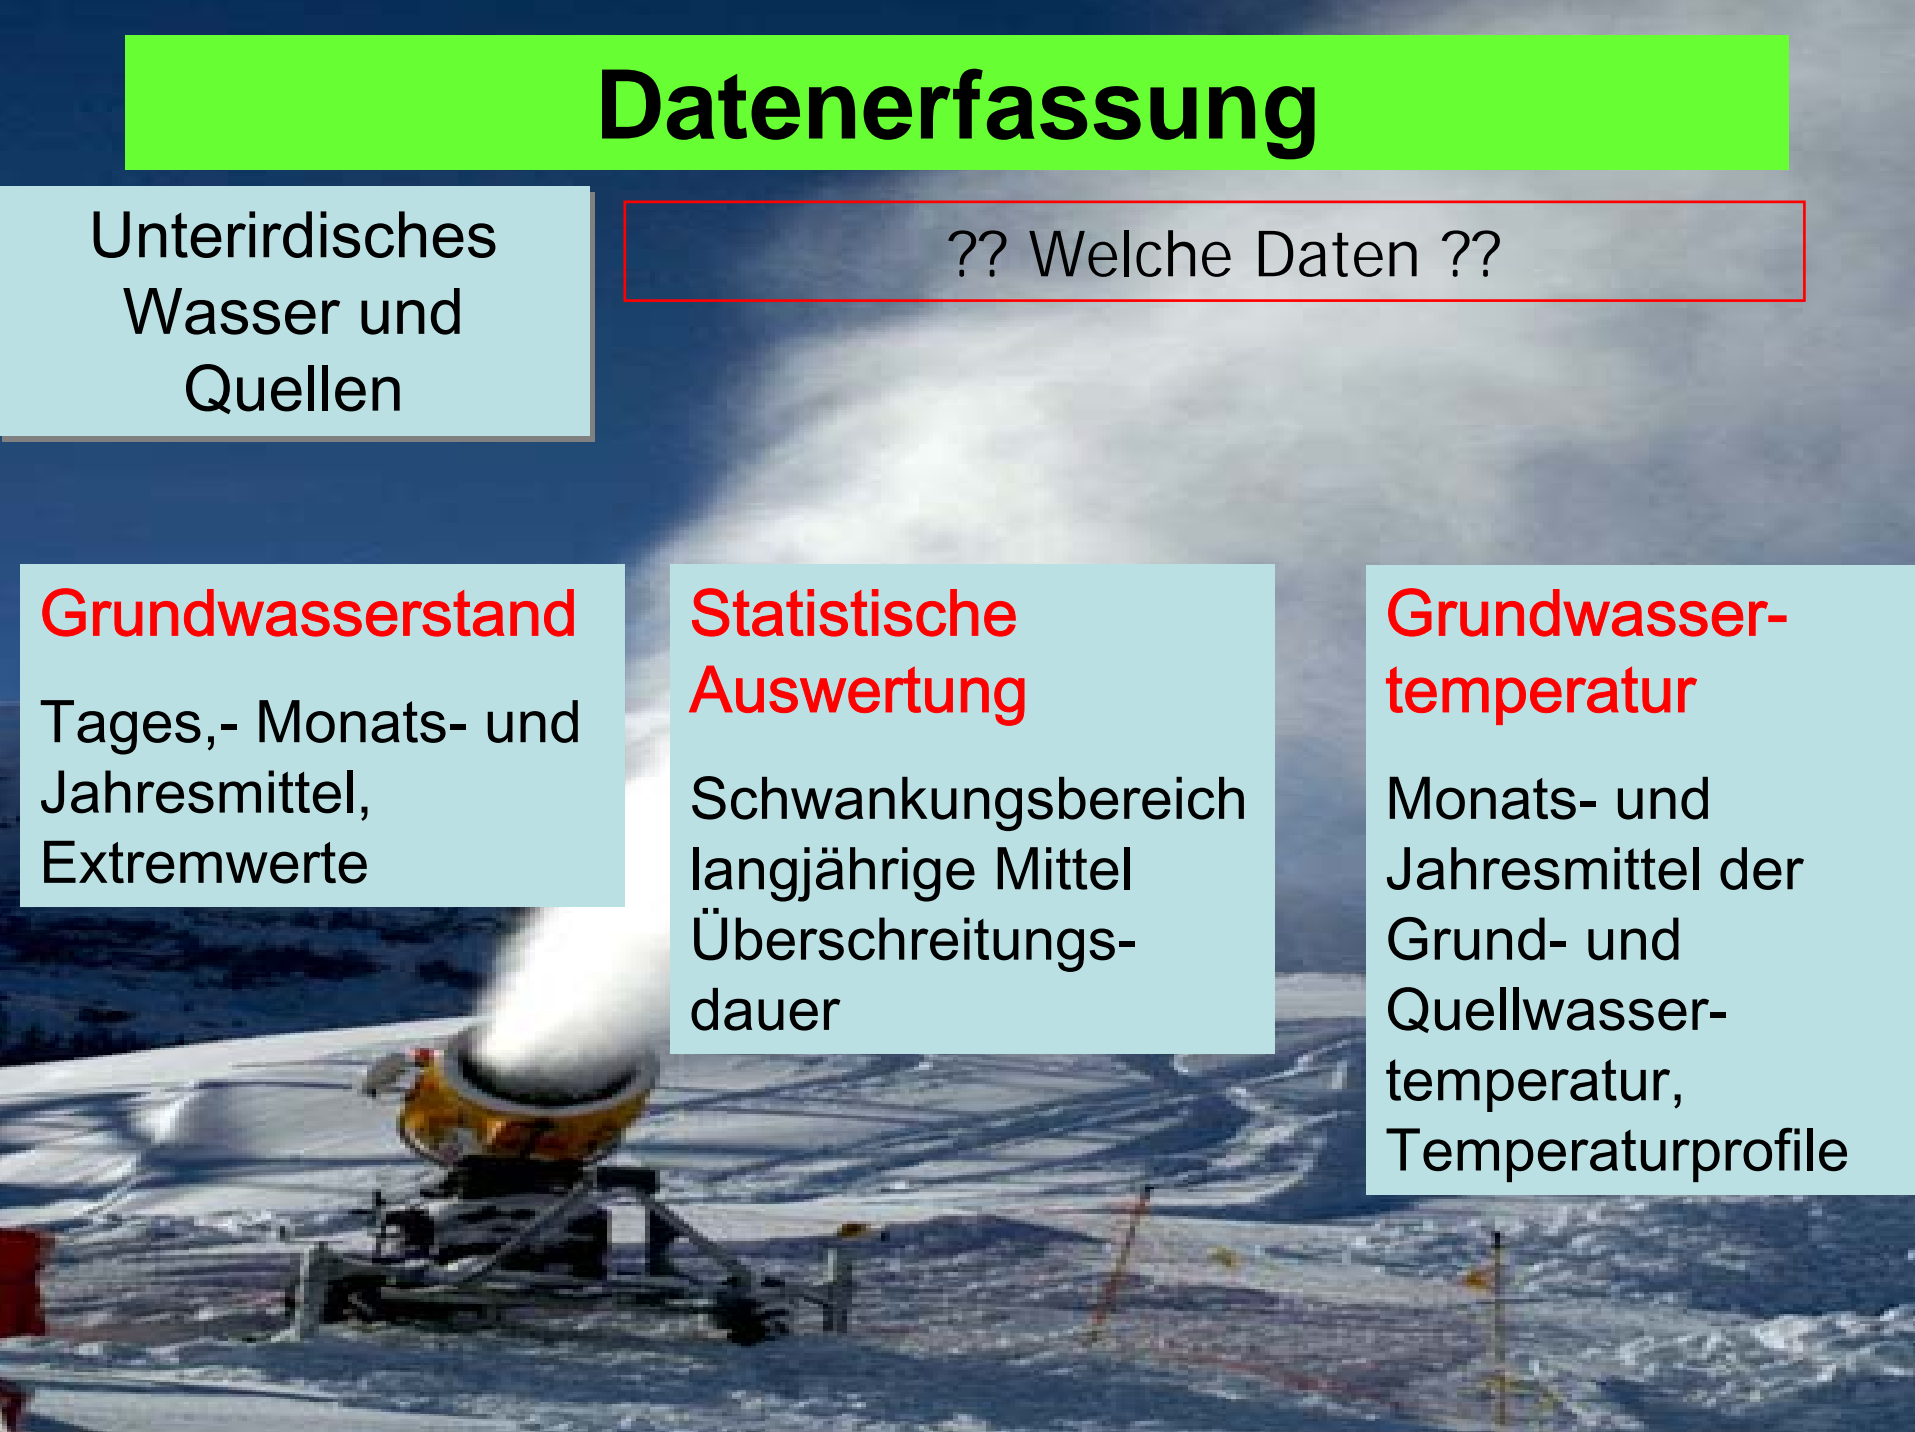 Datenerfassung
Unterirdisches
Wasser und
Quellen
?? Welche Daten ??
Grundwasserstand
Tages,- Monats- und
Jahresmittel,
Extremwerte
Statistische
Auswertung
Schwankungsbereich
langjährige Mittel
Überschreitungs-
dauer
Grundwasser-
temperatur
Monats- und
Jahresmittel der
Grund- und
Quellwasser-
temperatur,
Temperaturprofile